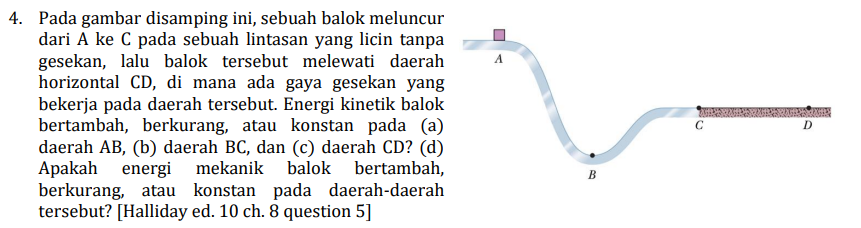 4. Pada gambar disamping ini, sebuah balok meluncur
dari A ke C pada sebuah lintasan yang licin tanpa
gesekan, lalu balok tersebut melewati daerah
horizontal CD, di mana ada gaya gesekan yang
bekerja pada daerah tersebut. Energi kinetik balok
bertambah, berkurang, atau konstan pada (a)
daerah AB, (b) daerah BC, dan (c) daerah CD? (d)
Apakah energi mekanik balok bertambah,
berkurang, atau konstan pada daerah-daerah
tersebut? [Halliday ed. 10 ch. 8 question 5]
A
B
C
D